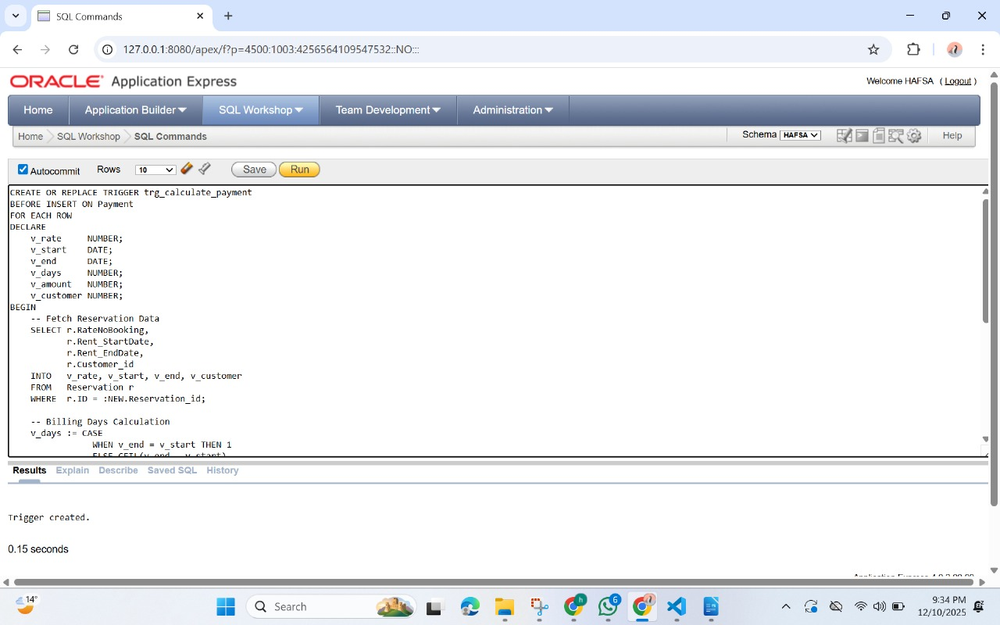 SQL Commands
127.0.0.1:8080/apex/f?p=4500:1003:4256564109547532::NO:::
ORACLE Application Express
Welcome HAFSA ( Logout )
Home Application Builder SQL Workshop Team Development Administration
Home SQL Workshop SQL Commands Schema HAFSA Help
Autocommit Rows 10 Save Run
CREATE OR REPLACE TRIGGER trg_calculate_payment
BEFORE INSERT ON Payment
FOR EACH ROW
DECLARE
v_rate NUMBER;
v_start DATE;
v_end DATE;
v_days NUMBER;
v_amount NUMBER;
v_customer NUMBER;
BEGIN
-- Fetch Reservation Data
SELECT r.RateNoBooking,
r.Rent_StartDate,
r.Rent_EndDate,
r.Customer_id
INTO v_rate, v_start, v_end, v_customer
FROM Reservation r
WHERE r.ID = :NEW.Reservation_id;
-- Billing Days Calculation
v_days := CASE
WHEN v_end = v_start THEN 1
ELSE CEIL(v_end - v_start)
Results Explain Describe Saved SQL History
Trigger created.
0.15 seconds
Application Express
14°
Search
h
6
9:34 PM
12/10/2025